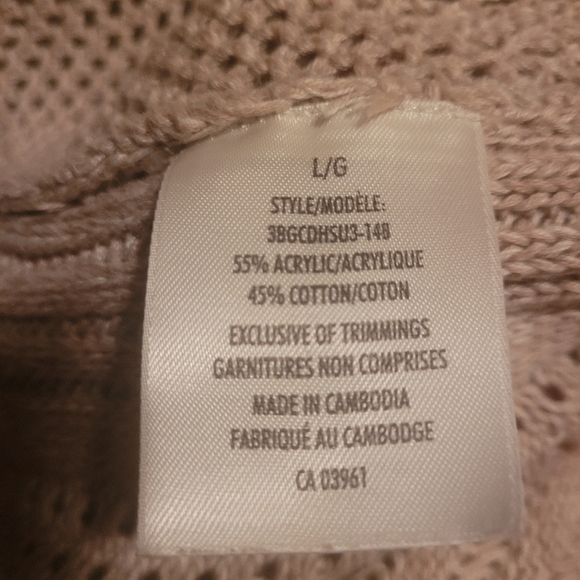 L/G
STYLE/MODÈLE:
3BGCDHSU3-148
55% ACRYLIC/ACRYLIQUE
45% COTTON/COTON
EXCLUSIVE OF TRIMMINGS
GARNITURES NON COMPRISES
MADE IN CAMBODIA
FABRIQUÉ AU CAMBODGE
CA 03961